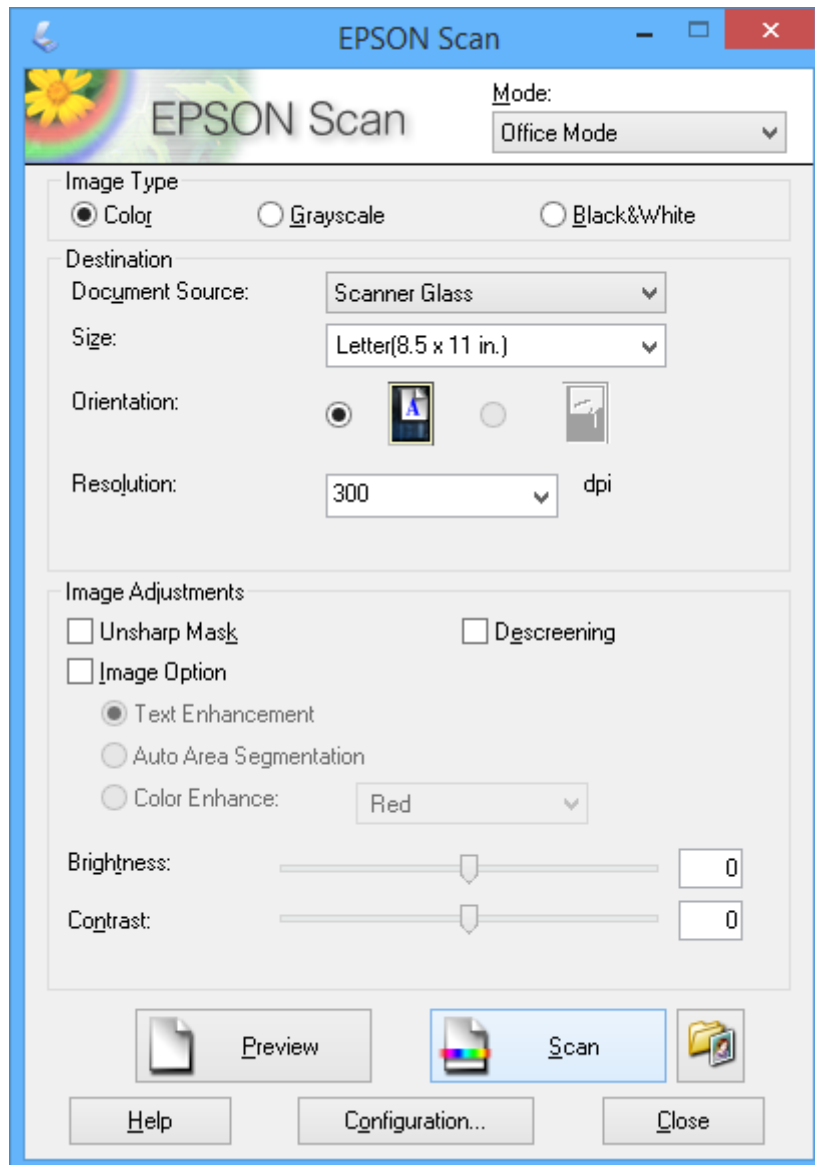 EPSON Scan
EPSON Scan
Mode:
Office Mode
Image Type
Color Grayscale Black&White
Destination
Document Source: Scanner Glass
Size: Letter(8.5 x 11 in.)
Orientation: A
Resolution: 300 dpi
Image Adjustments
Unsharp Mask Descreening
Image Option
Text Enhancement
Auto Area Segmentation
Color Enhance: Red
Brightness: 0
Contrast: 0
Preview Scan
Help Configuration... Close